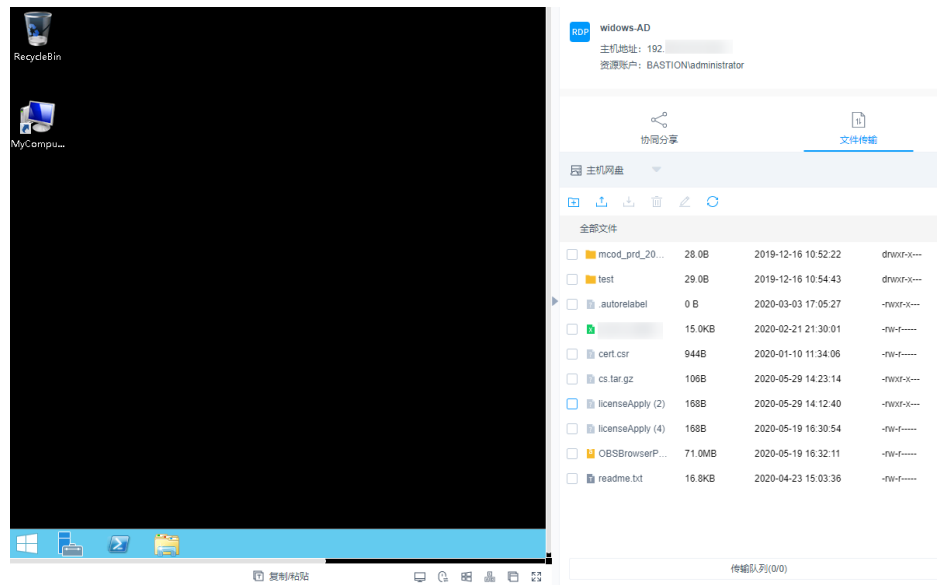 RecycleBin
MyCompu...
复制/粘贴
RDP
widows-AD
主机地址：192.
资源账户：BASTION\administrator
协同分享
文件传输
主机网盘
全部文件
mcod_prd_20... 28.0B 2019-12-16 10:52:22 drwxr-x---
test 29.0B 2019-12-16 10:54:43 drwxr-x---
.autorelabel 0 B 2020-03-03 17:05:27 -rwxr-x---
15.0KB 2020-02-21 21:30:01 -rw-r-----
cert.csr 944B 2020-01-10 11:34:06 -rw-r-----
cs.tar.gz 106B 2020-05-29 14:23:14 -rwxr-x---
licenseApply (2) 168B 2020-05-29 14:12:40 -rwxr-x---
licenseApply (4) 168B 2020-05-19 16:30:54 -rw-r-----
OBSBrowserP... 71.0MB 2020-05-19 16:32:11 -rw-r-----
readme.txt 16.8KB 2020-04-23 15:03:36 -rw-r-----
传输队列(0/0)